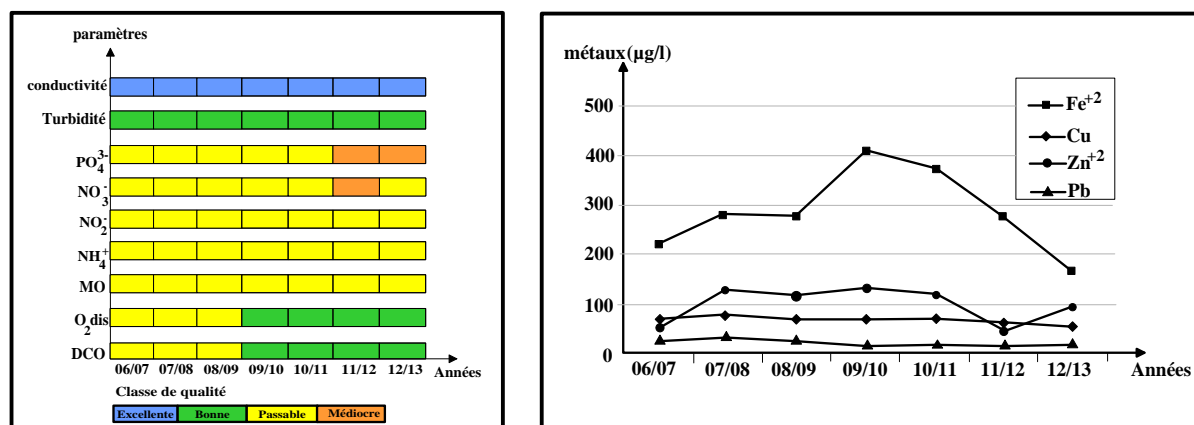 paramètres
conductivité
Turbidité
PO₄³⁻
NO₃⁻
NO₂⁻
NH₄⁺
MO
O₂dis
DCO
06/07 07/08 08/09 09/10 10/11 11/12 12/13 Années
Classe de qualité
Excellente Bonne Passable Médiocre
métaux(µg/l)
500
400
300
200
100
0
06/07 07/08 08/09 09/10 10/11 11/12 12/13 Années
Fe⁺²
Cu
Zn⁺²
Pb